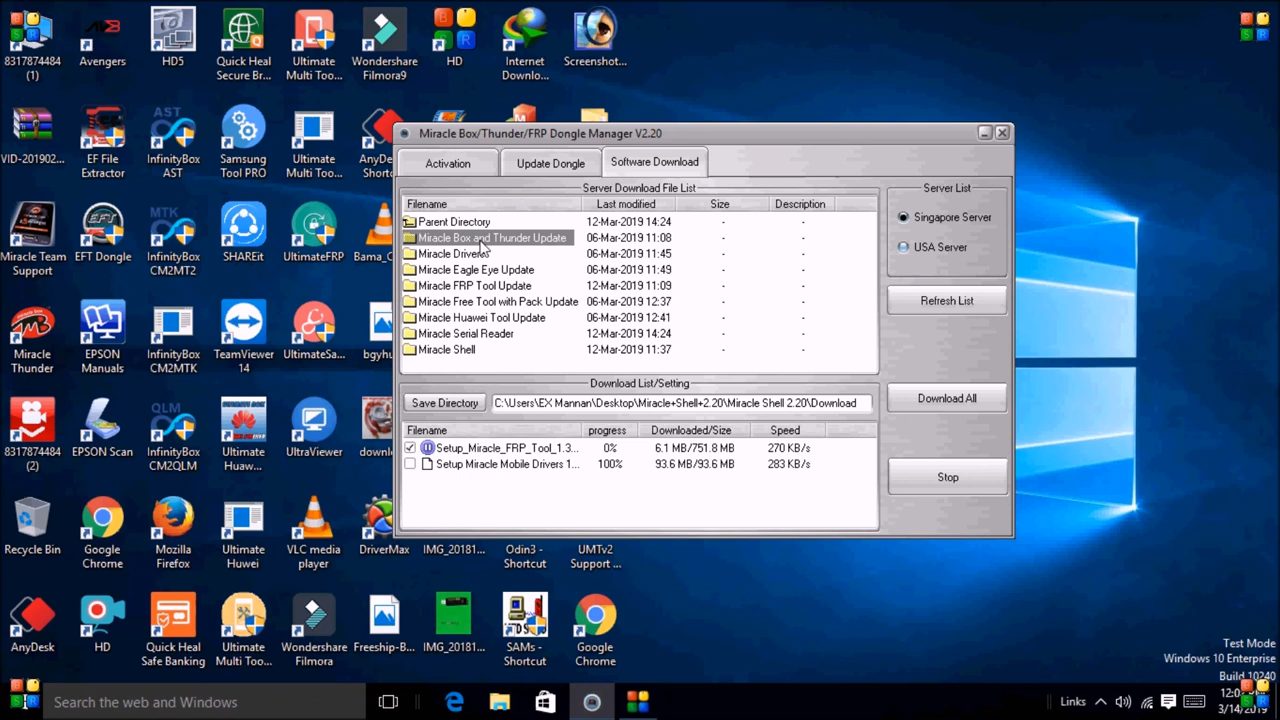 8317874484
(1)
Avengers
HD5
Quick Heal
Secure Br...
Ultimate
Multi Too...
Wondershare
Filmora9
HD
Internet
Downlo...
Screenshot...
VID-201902...
EF File
Extractor
AST
InfinityBox
AST
Samsung
Tool PRO
Ultimate
Multi Too...
AnyDe
Shortc
Miracle Team
Support
EFT
EFT Dongle
MTK
InfinityBox
CM2MT2
SHAREit
UltimateFRP
Bama_C
Miracle
Thunder
EPSON
Manuals
InfinityBox
CM2MTK
TeamViewer
14
UltimateSa...
bgyhu
8317874484
(2)
EPSON Scan
QLM
InfinityBox
CM2QLM
Ultimate
Huaw...
UltraViewer
downl
Recycle Bin
Google
Chrome
Mozilla
Firefox
Ultimate
Huwei
VLC media
player
DriverMax
IMG_20181...
Odin3 -
Shortcut
UMTv2
Support ...
AnyDesk
HD
Quick Heal
Safe Banking
Ultimate
Multi Too...
Wondershare
Filmora
Freeship-B...
IMG_20181...
SAMs -
Shortcut
Google
Chrome
Miracle Box/Thunder/FRP Dongle Manager V2.20
Activation
Update Dongle
Software Download
Server Download File List
Filename Last modified Size Description
Parent Directory 12-Mar-2019 14:24 - -
Miracle Box and Thunder Update 06-Mar-2019 11:08 - -
Miracle Drivers 06-Mar-2019 11:45 - -
Miracle Eagle Eye Update 06-Mar-2019 11:49 - -
Miracle FRP Tool Update 12-Mar-2019 11:09 - -
Miracle Free Tool with Pack Update 06-Mar-2019 12:37 - -
Miracle Huawei Tool Update 06-Mar-2019 12:41 - -
Miracle Serial Reader 12-Mar-2019 14:24 - -
Miracle Shell 12-Mar-2019 11:37 - -
Server List
Singapore Server
USA Server
Refresh List
Download All
Stop
Download List/Setting
Save Directory C:\Users\EX Mannan\Desktop\Miracle+Shell+2.20\Miracle Shell 2.20\Download
Filename progress Downloaded/Size Speed
Setup_Miracle_FRP_Tool_1.3... 0% 6.1 MB/751.8 MB 270 KB/s
Setup Miracle Mobile Drivers 1... 100% 93.6 MB/93.6 MB 283 KB/s
Test Mode
Windows 10 Enterprise
Build 10240
Search the web and Windows
Links
3/14/2019